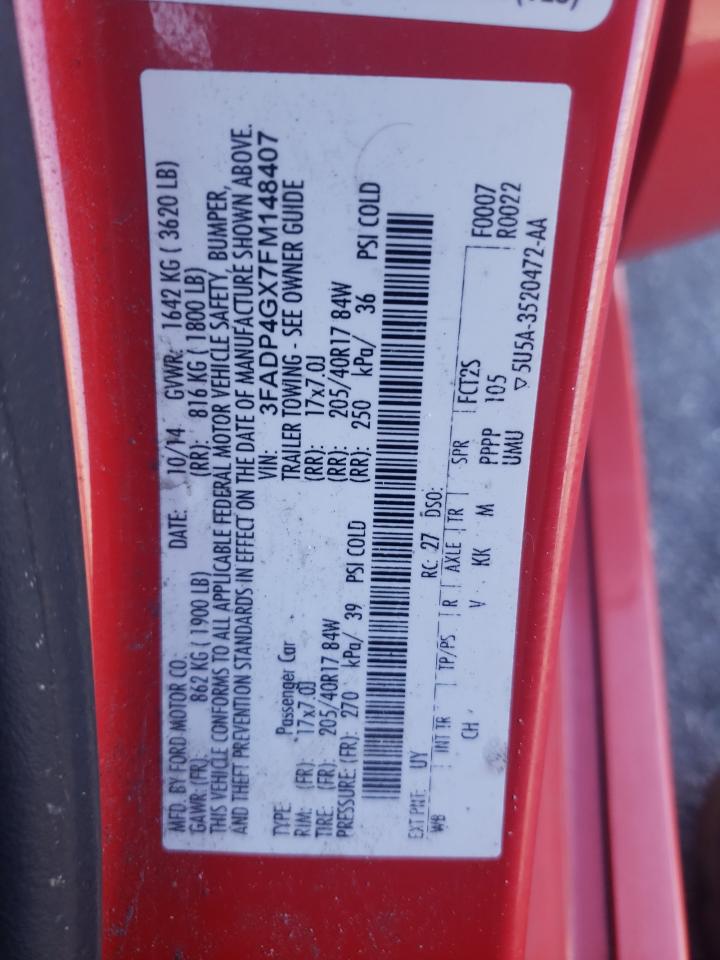 MFD. BY FORD MOTOR CO. DATE: 10/14 GVWR: 1642 KG ( 3620 LB)
GAWR: (FR): 862 KG ( 1900 LB) (RR): 816 KG ( 1800 LB)
THIS VEHICLE CONFORMS TO ALL APPLICABLE FEDERAL MOTOR VEHICLE SAFETY, BUMPER,
AND THEFT PREVENTION STANDARDS IN EFFECT ON THE DATE OF MANUFACTURE SHOWN ABOVE.
VIN: 3FADP4GX7FM148407
TYPE: Passenger Car TRAILER TOWING - SEE OWNER GUIDE
RIM: (FR): 17x7.0J (RR): 17x7.0J
TIRE: (FR): 205/40R17 84W (RR): 205/40R17 84W
PRESSURE: (FR): 270 kPa/ 39 PSI COLD (RR): 250 kPa/ 36 PSI COLD
EXT PNT: UY RC: 27 DSO: F0007
WB INT TR TP/PS R AXLE TR SPR R0022
CH V KK M PPPP FCT2S
UMU 105
▽ 5U5A-3520472-AA